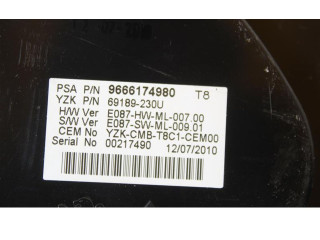 PSA P/N 9666174980 T8
YZK P/N 69189-230U
H/W Ver E087-HW-ML-007.00
S/W Ver E087-SW-ML-009.01
CEM No YZK-CMB-T8C1-CEM00
Serial No 00217490 12/07/2010